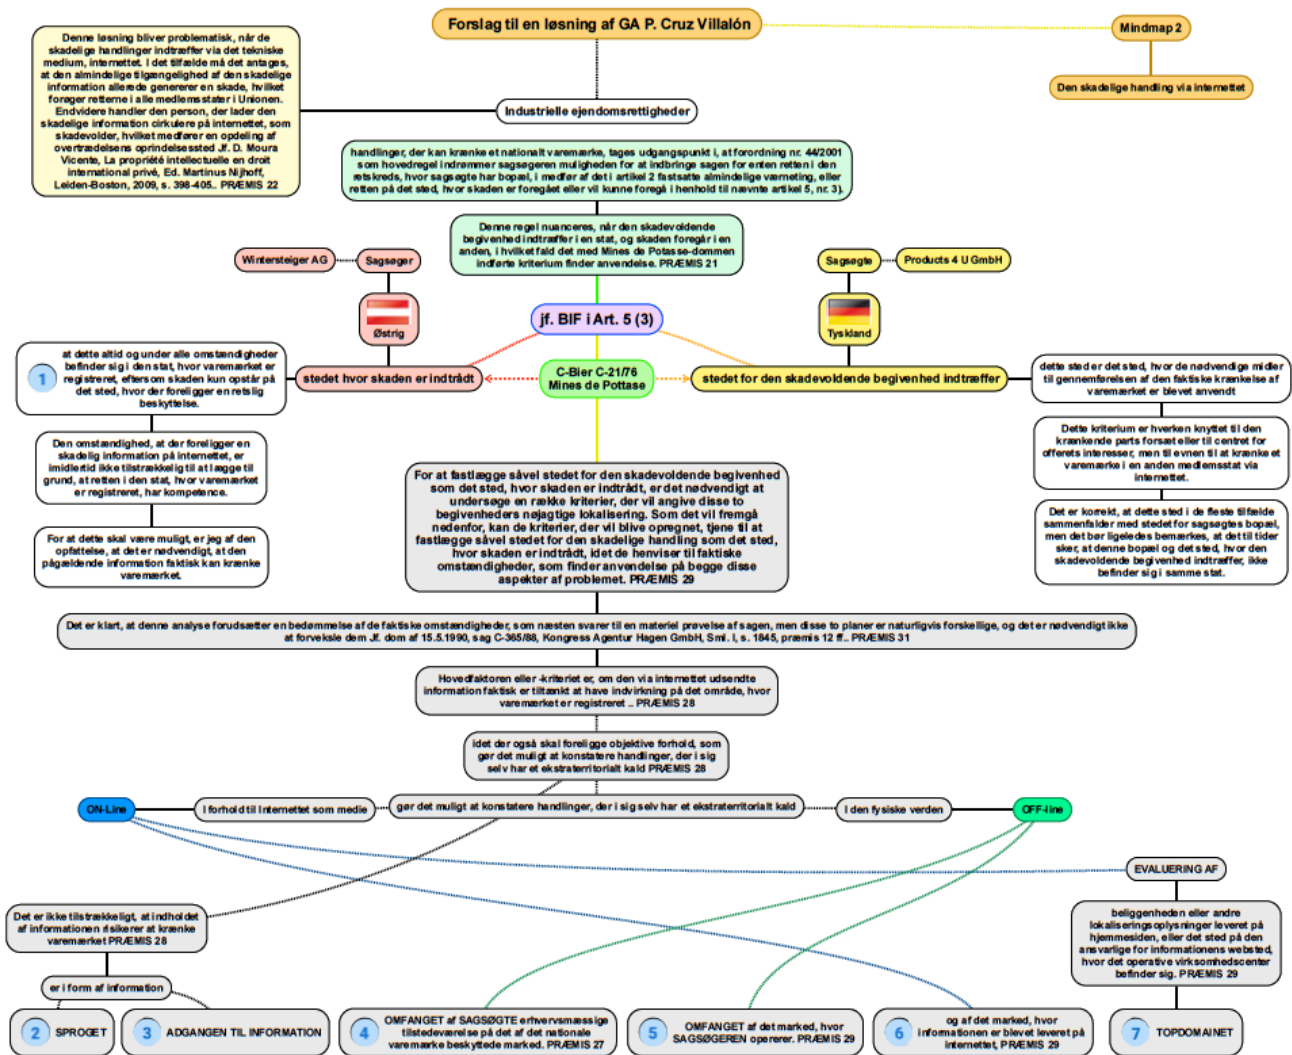 Forslag til en løsning af GA P. Cruz Villalón
Mindmap 2
Den skadelige handling via internettet
Denne løsning bliver problematisk, når de
skadelige handlinger indtræffer via det tekniske
medium, internettet. I det tilfælde må det antages,
at den almindelige tilgængelighed af den skadelige
information allerede genererer en skade, hvilket
forøger retterne i alle medlemsstater i Unionen.
Endvidere handler den person, der lader den
skadelige information cirkulere på internettet, som
skadevolder, hvilket medfører en opdeling af
overtrædelsens oprindelsessted Jf. D. Moura
Vicente, La propriété intellectuelle en droit
international privé, Ed. Martinus Nijhoff,
Leiden-Boston, 2009, s. 398-405.. PRÆMIS 22
Industrielle ejendomsrettigheder
handlinger, der kan krænke et nationalt varemærke, tages udgangspunkt i, at forordning nr. 44/2001
som hovedregel indrømmer sagsøgeren muligheden for at indbringe sagen for enten retten i den
retskreds, hvor sagsøgte har bopæl, i medfør af det i artikel 2 fastsatte almindelige værneting, eller
retten på det sted, hvor skaden er foregået eller vil kunne foregå i henhold til nævnte artikel 5, nr. 3).
Denne regel nuanceres, når den skadevoldende
begivenhed indtræffer i en stat, og skaden foregår i en
anden, i hvilket fald det med Mines de Potasse-dommen
indførte kriterium finder anvendelse. PRÆMIS 21
Wintersteiger AG
Sagsøger
Sagsøgte
Products 4 U GmbH
Østrig
Tyskland
jf. BIF i Art. 5 (3)
C-Bier C-21/76
Mines de Pottase
stedet hvor skaden er indtrådt
stedet for den skadevoldende begivenhed indtræffer
1
at dette altid og under alle omstændigheder
befinder sig i den stat, hvor varemærket er
registreret, eftersom skaden kun opstår på
det sted, hvor der foreligger en retslig
beskyttelse.
Den omstændighed, at der foreligger en
skadelig information på internettet, er
imidlertid ikke tilstrækkelig til at lægge til
grund, at retten i den stat, hvor varemærket
er registreret, har kompetence.
For at dette skal være muligt, er jeg af den
opfattelse, at det er nødvendigt, at den
pågældende information faktisk kan krænke
varemærket.
dette sted er det sted, hvor de nødvendige midler
til gennemførelsen af den faktiske krænkelse af
varemærket er blevet anvendt
Dette kriterium er hverken knyttet til den
krænkende parts forsæt eller til centret for
offerets interesser, men til evnen til at krænke et
varemærke i en anden medlemsstat via
internettet.
Det er korrekt, at dette sted i de fleste tilfælde
sammenfalder med stedet for sagsøgtes bopæl,
men det bør ligeledes bemærkes, at det til tider
sker, at denne bopæl og det sted, hvor den
skadevoldende begivenhed indtræffer, ikke
befinder sig i samme stat.
For at fastlægge såvel stedet for den skadevoldende begivenhed
som det sted, hvor skaden er indtrådt, er det nødvendigt at
undersøge en række kriterier, der vil angive disse to
begivenheders nøjagtige lokalisering. Som det vil fremgå
nedenfor, kan de kriterier, der vil blive opregnet, tjene til at
fastlægge såvel stedet for den skadelige handling som det sted,
hvor skaden er indtrådt, idet de henviser til faktiske
omstændigheder, som finder anvendelse på begge disse
aspekter af problemet. PRÆMIS 29
Det er klart, at denne analyse forudsætter en bedømmelse af de faktiske omstændigheder, som næsten svarer til en materiel prøvelse af sagen, men disse to planer er naturligvis forskellige, og det er nødvendigt ikke
at forveksle dem Jf. dom af 15.5.1990, sag C-365/88, Kongress Agentur Hagen GmbH, Sml. I, s. 1845, præmis 12 ff.. PRÆMIS 31
Hovedfaktoren eller -kriteriet er, om den via internettet udsendte
information faktisk er tiltænkt at have indvirkning på det område, hvor
varemærket er registreret .. PRÆMIS 28
idet der også skal foreligge objektive forhold, som
gør det muligt at konstatere handlinger, der i sig
selv har et ekstraterritorialt kald PRÆMIS 28
ON-Line
I forhold til Internettet som medie
gør det muligt at konstatere handlinger, der i sig selv har et ekstraterritorialt kald
I den fysiske verden
OFF-line
EVALUERING AF
Det er ikke tilstrækkeligt, at indholdet
af informationen risikerer at krænke
varemærket PRÆMIS 28
beliggenheden eller andre
lokaliseringsoplysninger leveret på
hjemmesiden, eller det sted på den
ansvarlige for informationens websted,
hvor det operative virksomhedscenter
befinder sig. PRÆMIS 29
er i form af information
2 SPROGET
3 ADGANGEN TIL INFORMATION
4
OMFANGET af SAGSØGTE erhvervsmæssige
tilstedeværelse på det af det nationale
varemærke beskyttede marked. PRÆMIS 27
5
OMFANGET af det marked, hvor
SAGSØGEREN opererer. PRÆMIS 29
6
og af det marked, hvor
informationen er blevet leveret på
internettet, PRÆMIS 29
7 TOPDOMAINET